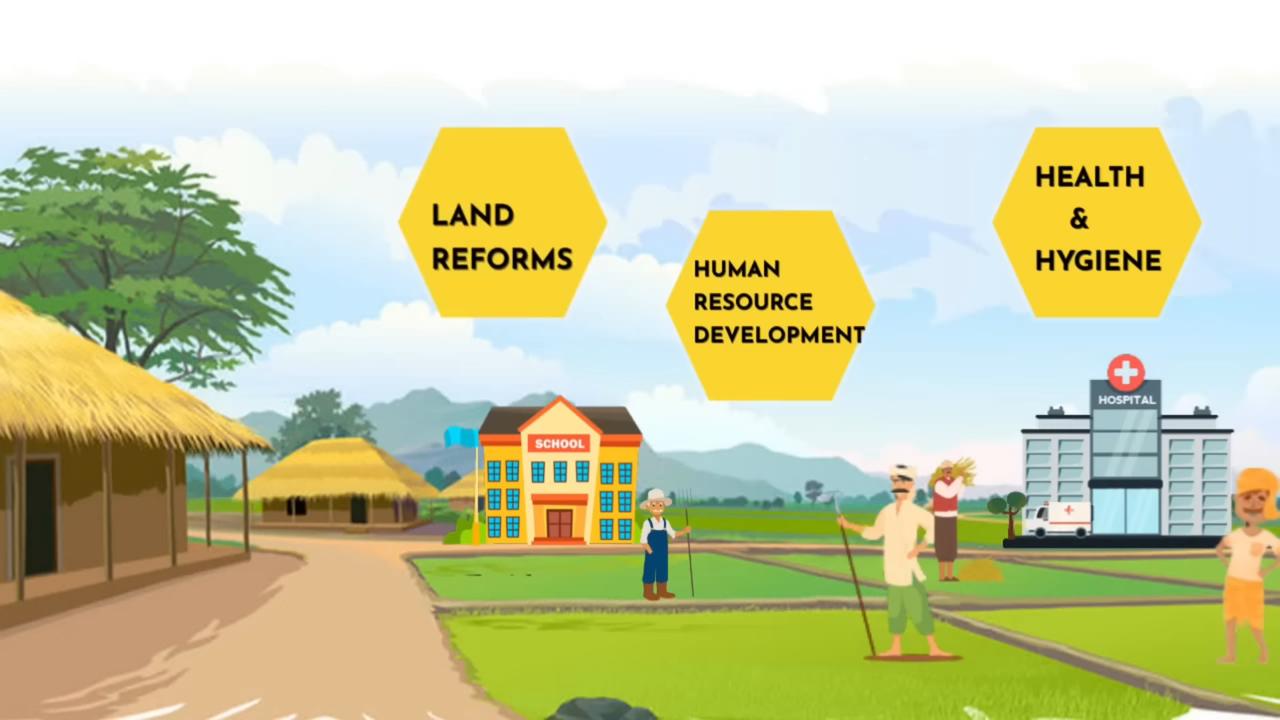 LAND
REFORMS
HUMAN
RESOURCE
DEVELOPMENT
HEALTH
&
HYGIENE
SCHOOL
HOSPITAL